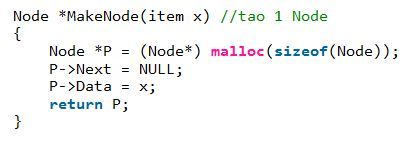 Node *MakeNode(item x) //tao 1 Node
{
    Node *P = (Node*) malloc(sizeof(Node));
    P->Next = NULL;
    P->Data = x;
    return P;
}